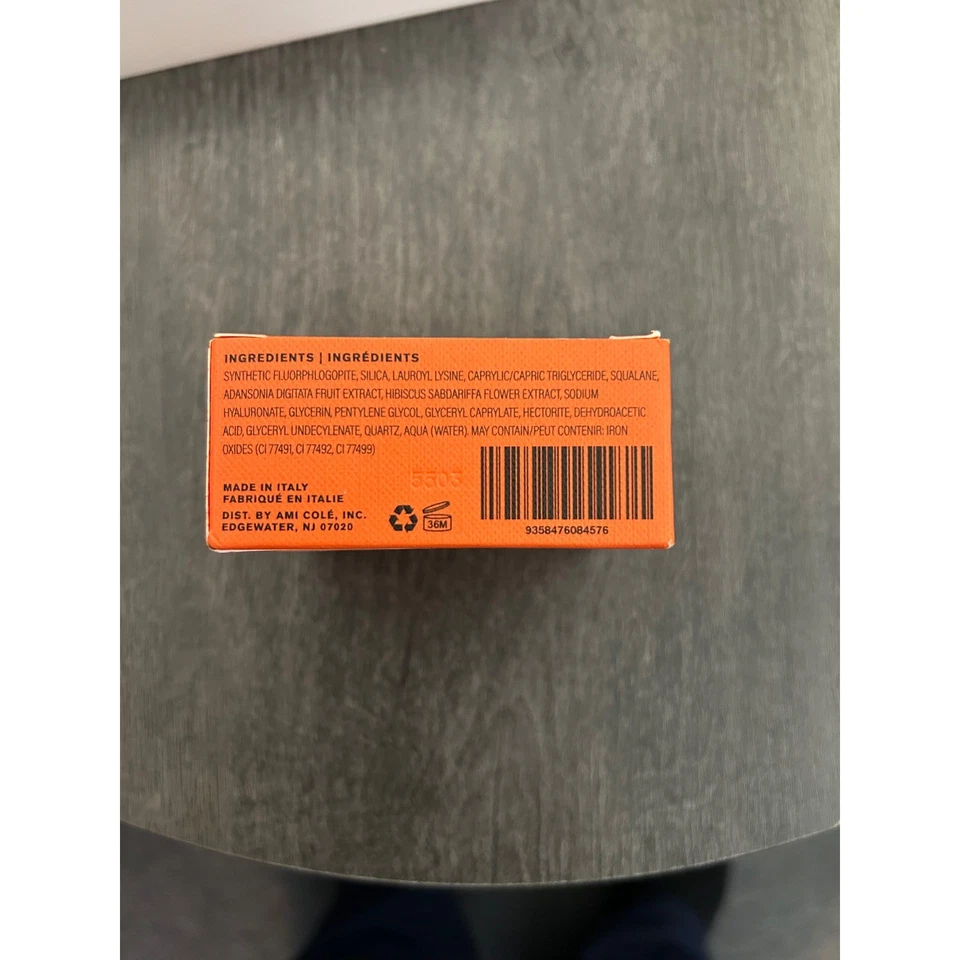 INGREDIENTS | INGRÉDIENTS
SYNTHETIC FLUORPHLOGOPITE, SILICA, LAUROYL LYSINE, CAPRYLIC/CAPRIC TRIGLYCERIDE, SQUALANE,
ADANSONIA DIGITATA FRUIT EXTRACT, HIBISCUS SABDARIFFA FLOWER EXTRACT, SODIUM
HYALURONATE, GLYCERIN, PENTYLENE GLYCOL, GLYCERYL CAPRYLATE, HECTORITE, DEHYDROACETIC
ACID, GLYCERYL UNDECYLENATE, QUARTZ, AQUA (WATER). MAY CONTAIN/PEUT CONTENIR: IRON
OXIDES (CI 77491, CI 77492, CI 77499)
MADE IN ITALY
FABRIQUÉ EN ITALIE
DIST. BY AMI COLÉ, INC.
EDGEWATER, NJ 07020
36M
9358476084576